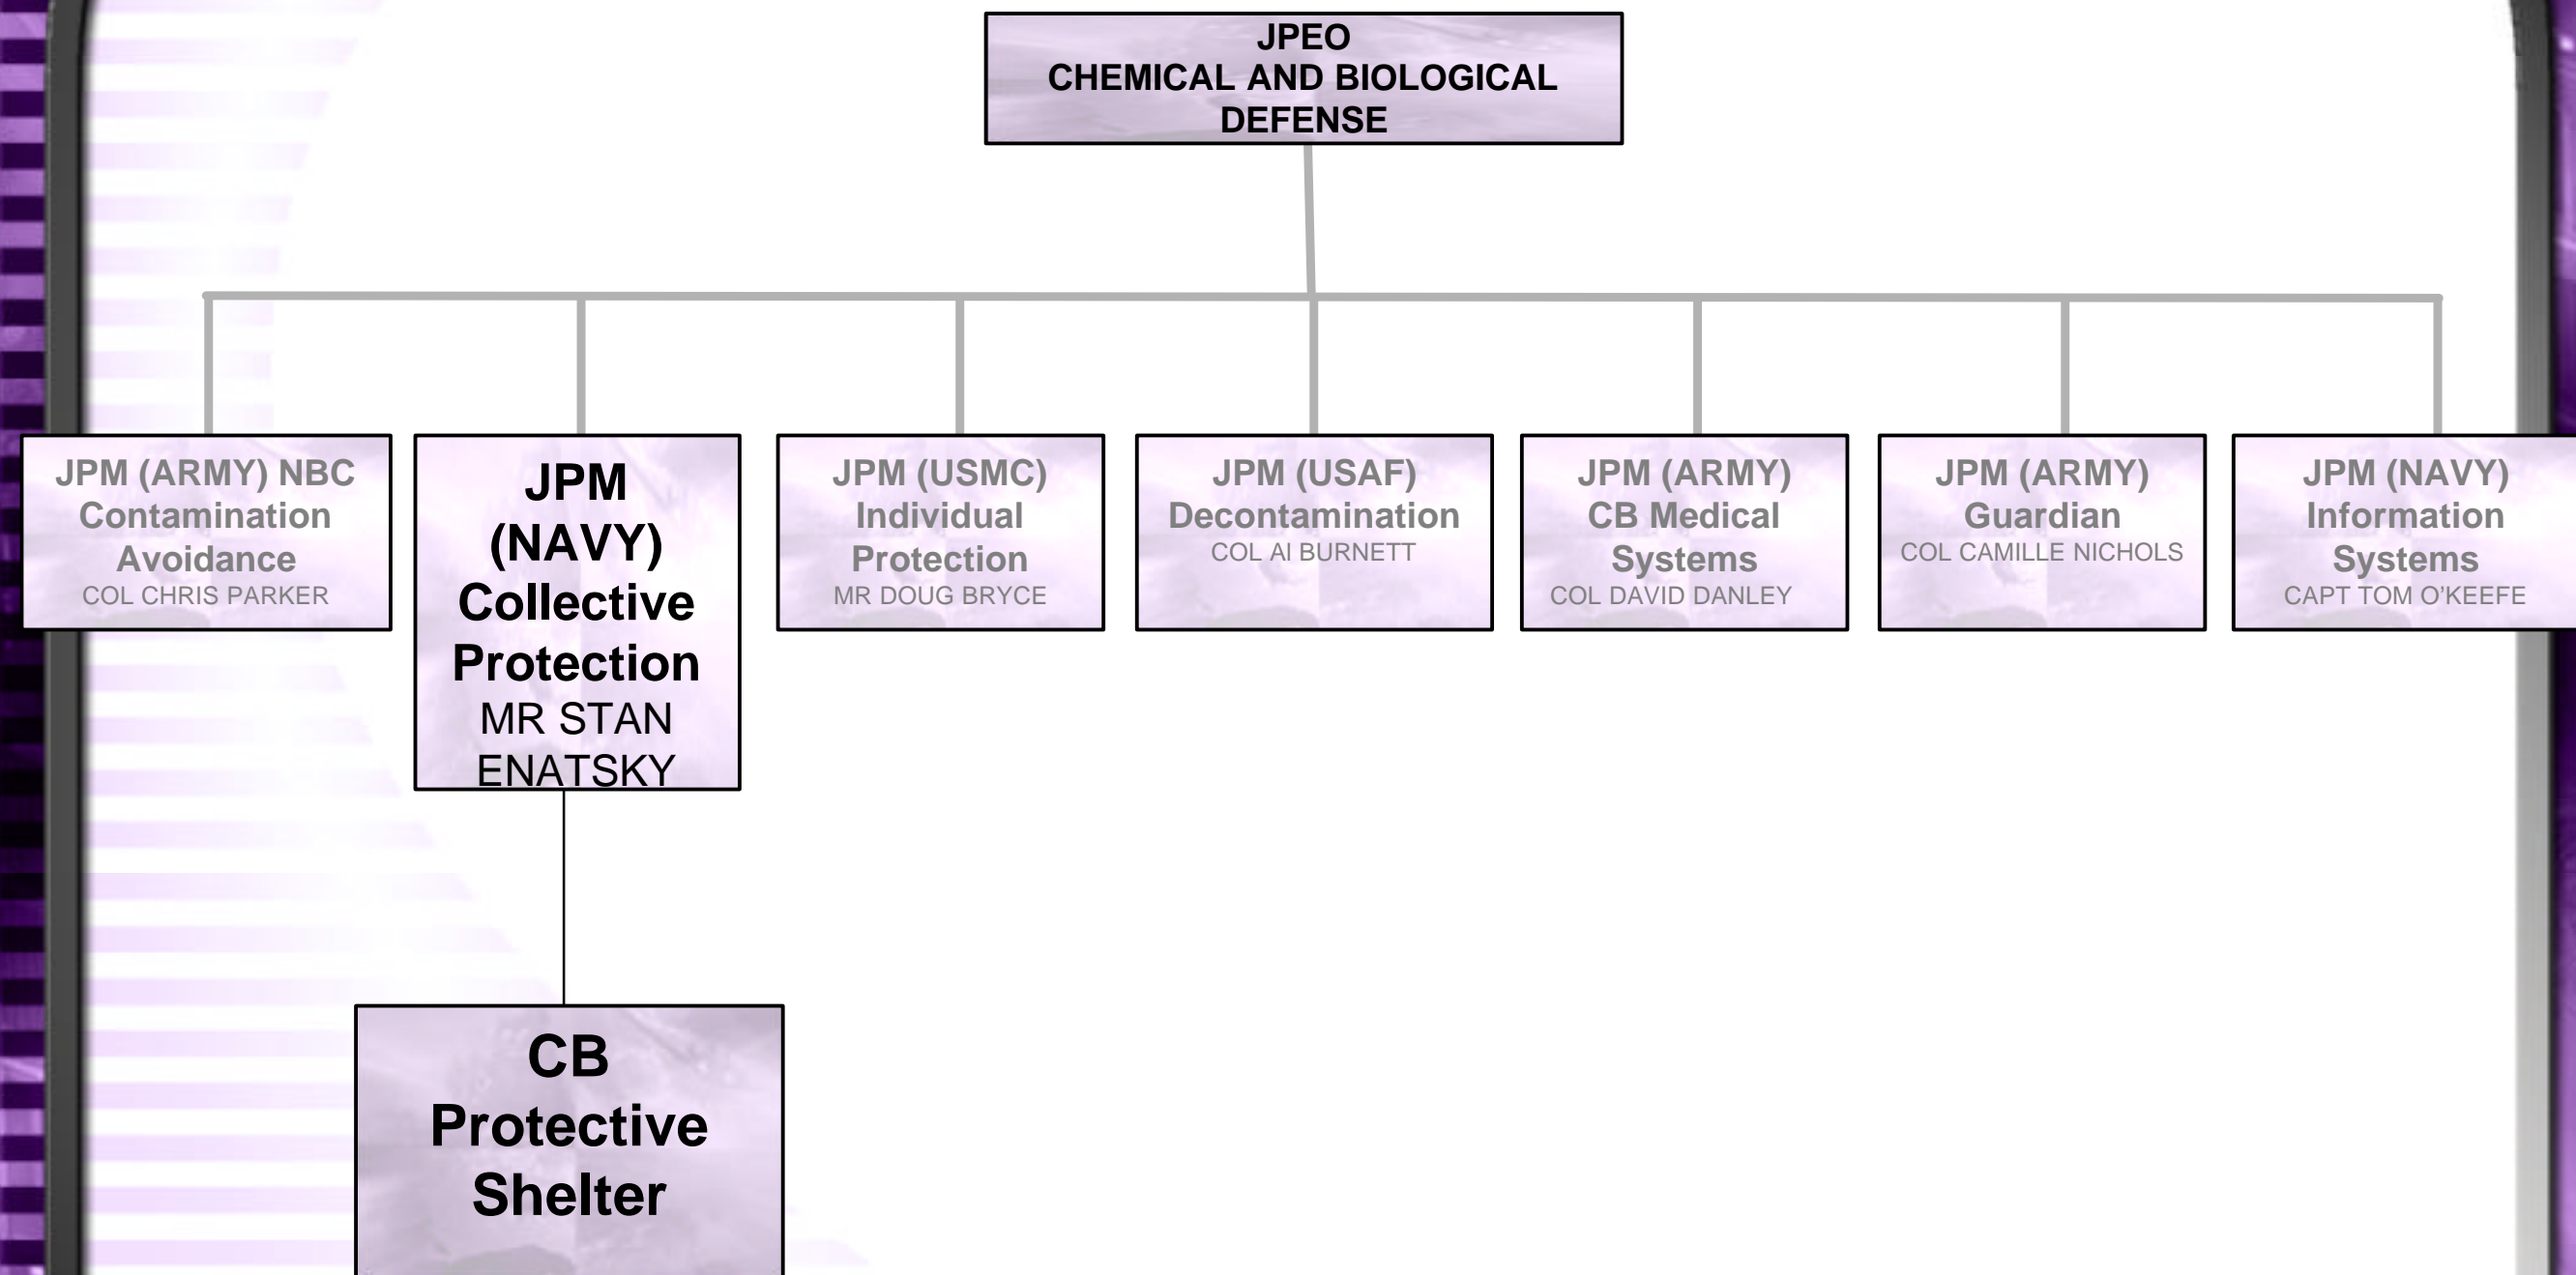 JPEO
CHEMICAL AND BIOLOGICAL
DEFENSE
JPM (ARMY) NBC
Contamination
Avoidance
COL CHRIS PARKER
JPM
(NAVY)
Collective
Protection
MR STAN
ENATSKY
JPM (USMC)
Individual
Protection
MR DOUG BRYCE
JPM (USAF)
Decontamination
COL Al BURNETT
JPM (ARMY)
CB Medical
Systems
COL DAVID DANLEY
JPM (ARMY)
Guardian
COL CAMILLE NICHOLS
JPM (NAVY)
Information
Systems
CAPT TOM O'KEEFE
CB
Protective
Shelter